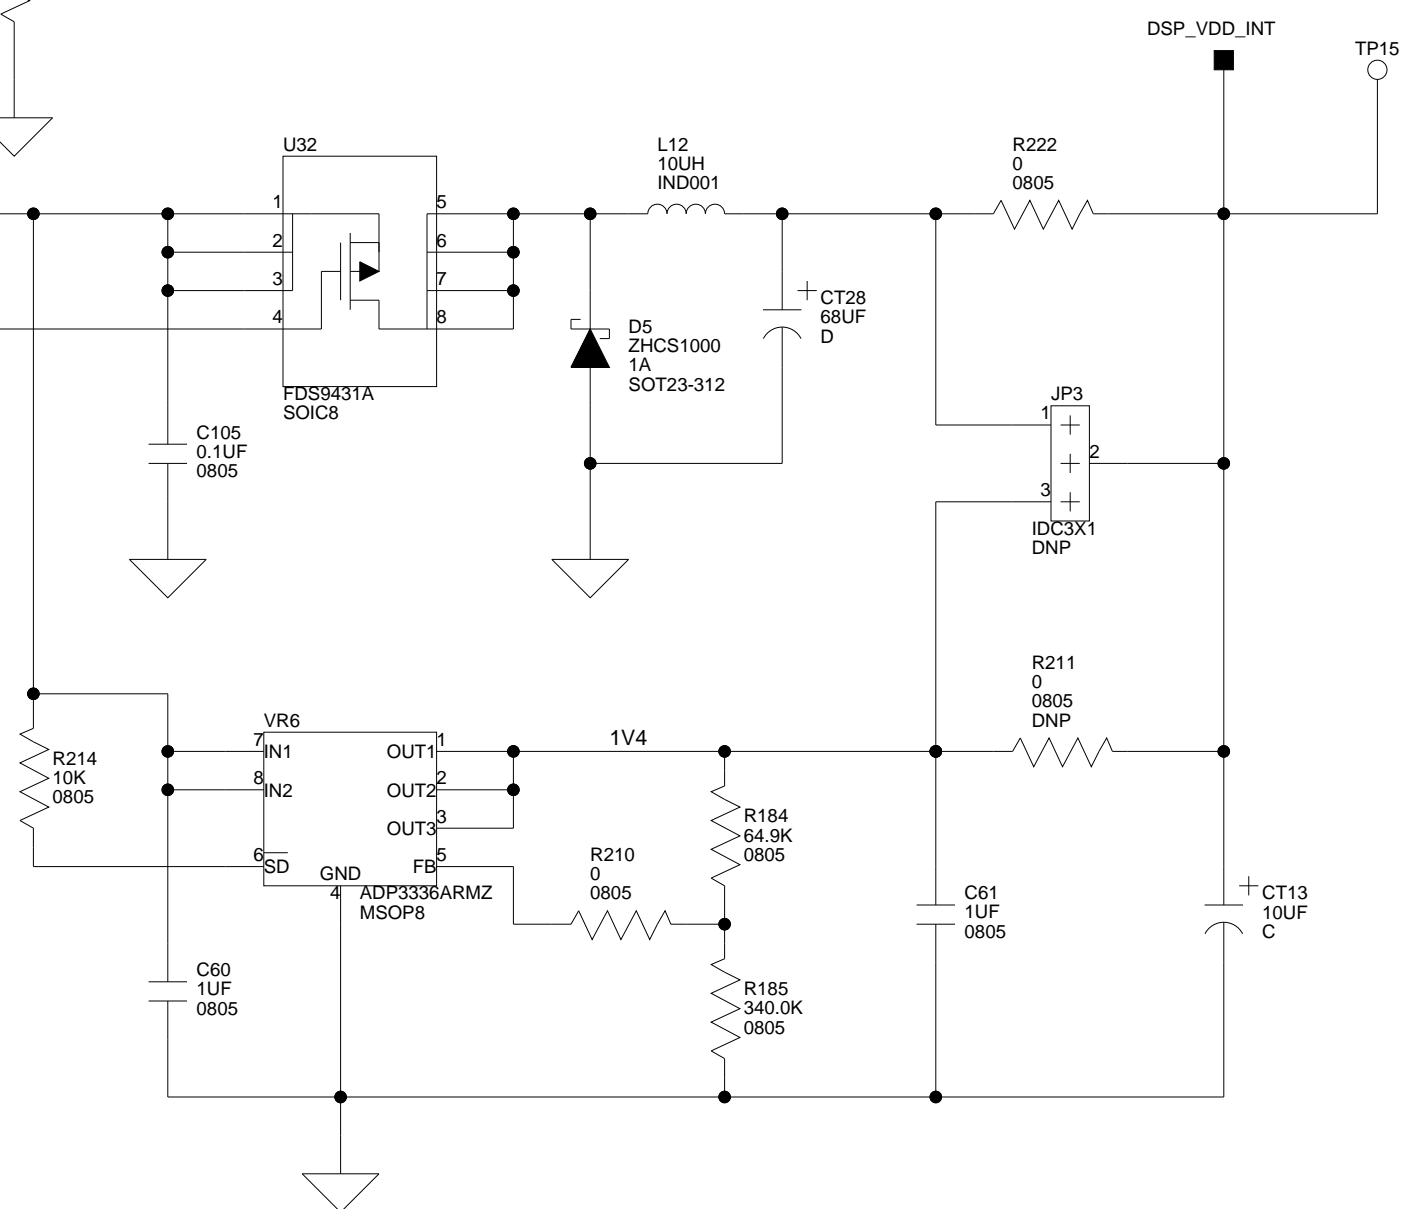 DSP_VDD_INT
TP15
U32
1
2
3
4
5
6
7
8
FDS9431A
SOIC8
L12
10UH
IND001
R222
0
0805
D5
ZHCS1000
1A
SOT23-312
+
CT28
68UF
D
C105
0.1UF
0805
JP3
1
2
3
IDC3X1
DNP
R211
0
0805
DNP
R214
10K
0805
VR6
7
IN1
8
IN2
6
SD
GND
4
OUT1
1
OUT2
2
OUT3
3
FB
5
ADP3336ARMZ
MSOP8
1V4
R184
64.9K
0805
R210
0
0805
R185
340.0K
0805
C61
1UF
0805
+
CT13
10UF
C
C60
1UF
0805